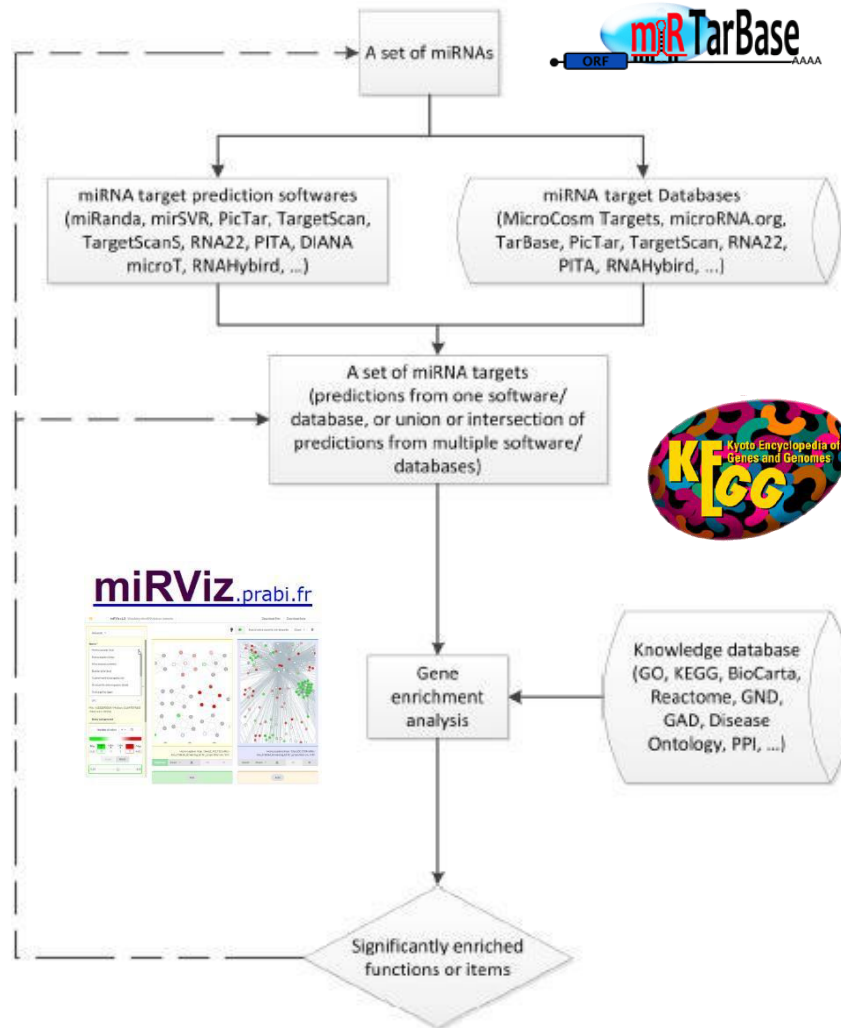 A set of miRNAs
miRTarBase
ORF
AAAA
miRNA target prediction softwares
(miRanda, mirSVR, PicTar, TargetScan,
TargetScanS, RNA22, PITA, DIANA
microT, RNAHybird, ...)
miRNA target Databases
(MicroCosm Targets, microRNA.org,
TarBase, PicTar, TargetScan, RNA22,
PITA, RNAHybird, ...)
A set of miRNA targets
(predictions from one software/
database, or union or intersection of
predictions from multiple software/
databases)
KEGG
Kyoto Encyclopedia of
Genes and Genomes
miRViz.prabi.fr
Gene
enrichment
analysis
Knowledge database
(GO, KEGG, BioCarta,
Reactome, GND,
GAD, Disease
Ontology, PPI, ...)
Significantly enriched
functions or items